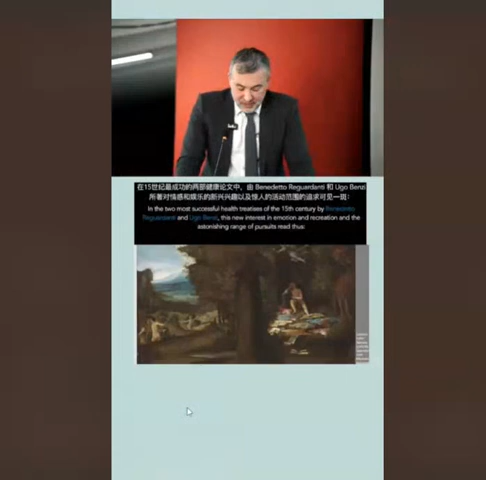 在15世纪最成功的两部健康论文中，由 Benedetto Reguardanti 和 Ugo Benzi
所著对情感和娱乐的新兴兴趣以及惊人的活动范围的追求可见一斑：
In the two most successful health treatises of the 15th century by Benedetto
Reguardanti and Ugo Benzi, this new interest in emotion and recreation and the
astonishing range of pursuits read thus: